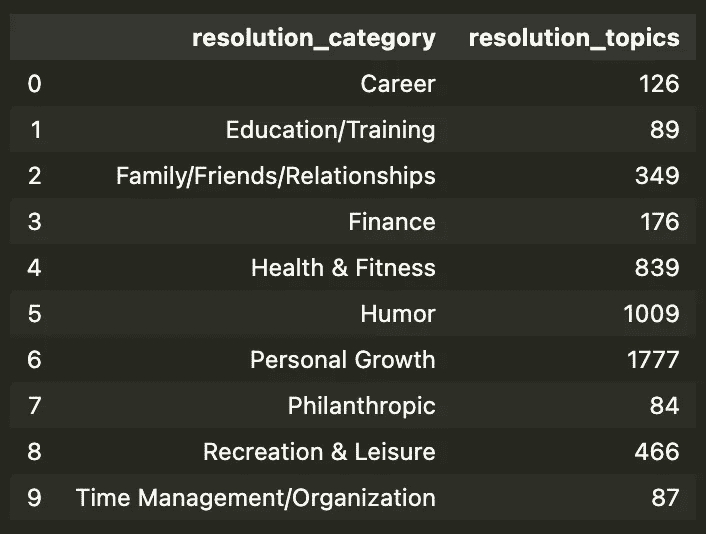 resolution_category resolution_topics
0 Career 126
1 Education/Training 89
2 Family/Friends/Relationships 349
3 Finance 176
4 Health & Fitness 839
5 Humor 1009
6 Personal Growth 1777
7 Philanthropic 84
8 Recreation & Leisure 466
9 Time Management/Organization 87